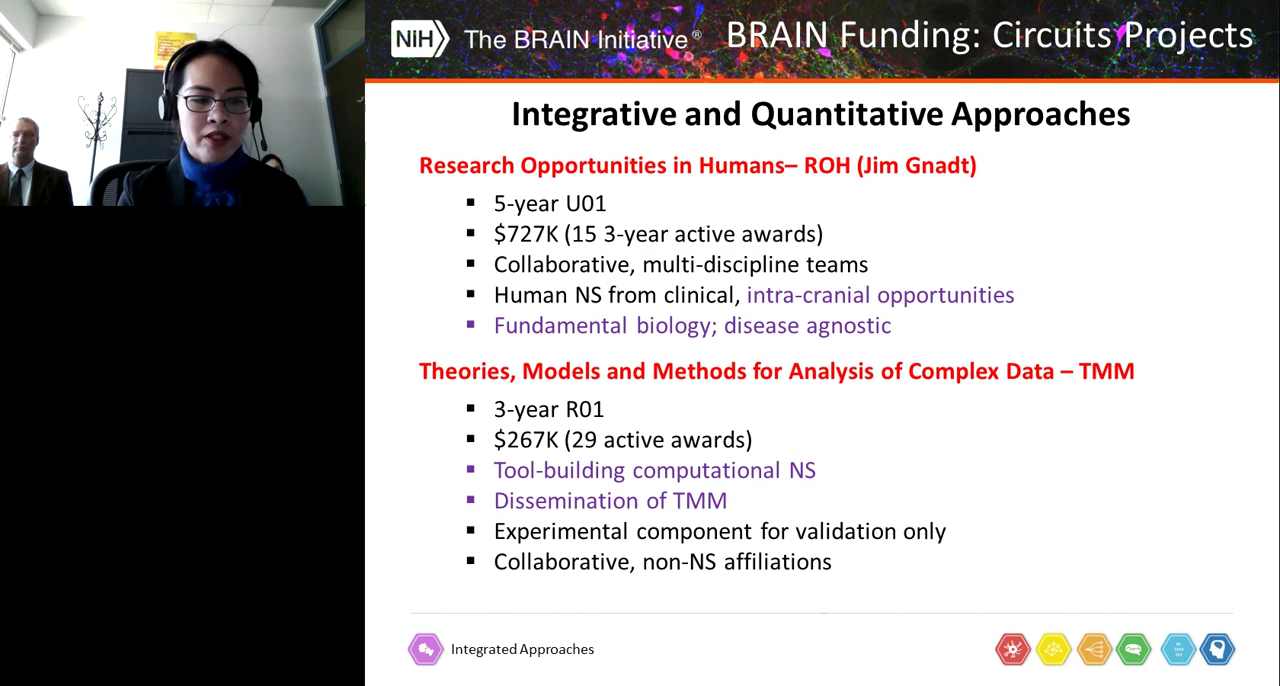 NIH The BRAIN Initiative® BRAIN Funding: Circuits Projects
Integrative and Quantitative Approaches
Research Opportunities in Humans– ROH (Jim Gnadt)
▪ 5-year U01
▪ $727K (15 3-year active awards)
▪ Collaborative, multi-discipline teams
▪ Human NS from clinical, intra-cranial opportunities
▪ Fundamental biology; disease agnostic
Theories, Models and Methods for Analysis of Complex Data – TMM
▪ 3-year R01
▪ $267K (29 active awards)
▪ Tool-building computational NS
▪ Dissemination of TMM
▪ Experimental component for validation only
▪ Collaborative, non-NS affiliations
Integrated Approaches